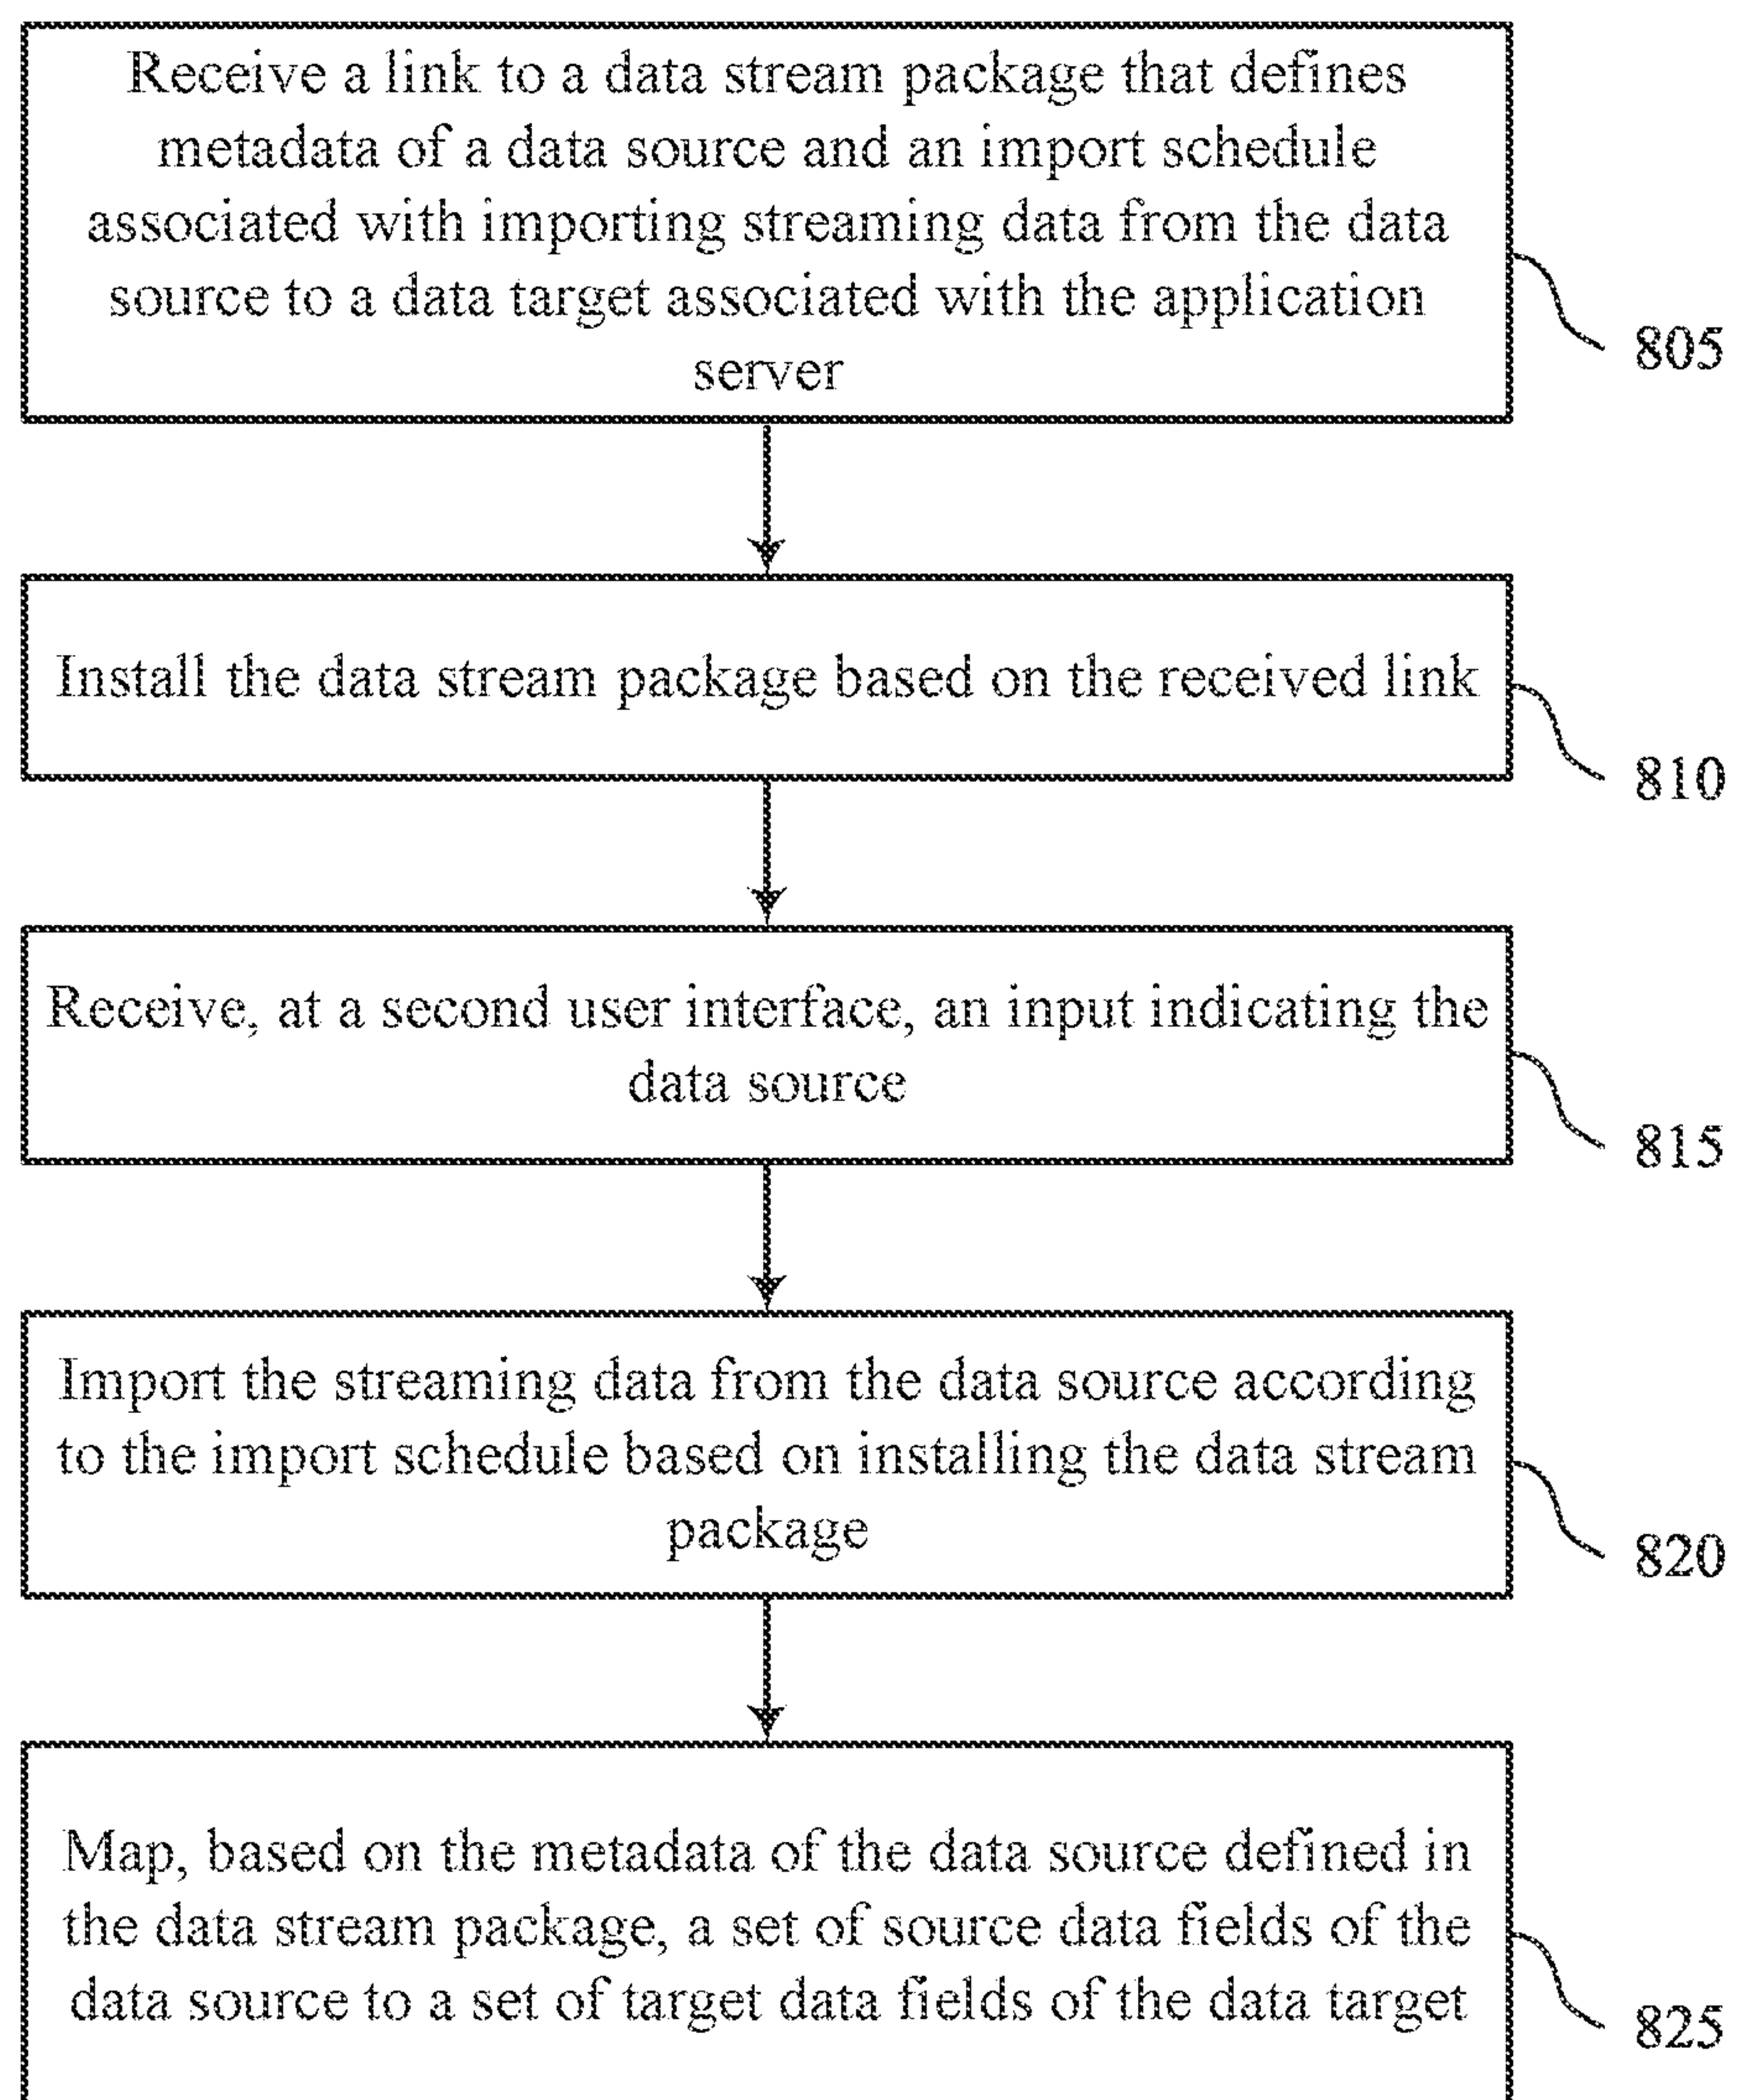 Receive a link to a data stream package that defines
metadata of a data source and an import schedule
associated with importing streaming data from the data
source to a data target associated with the application
server
805
Install the data stream package based on the received link
810
Receive, at a second user interface, an input indicating the
data source
815
Import the streaming data from the data source according
to the import schedule based on installing the data stream
package
820
Map, based on the metadata of the data source defined in
the data stream package, a set of source data fields of the
data source to a set of target data fields of the data target
825